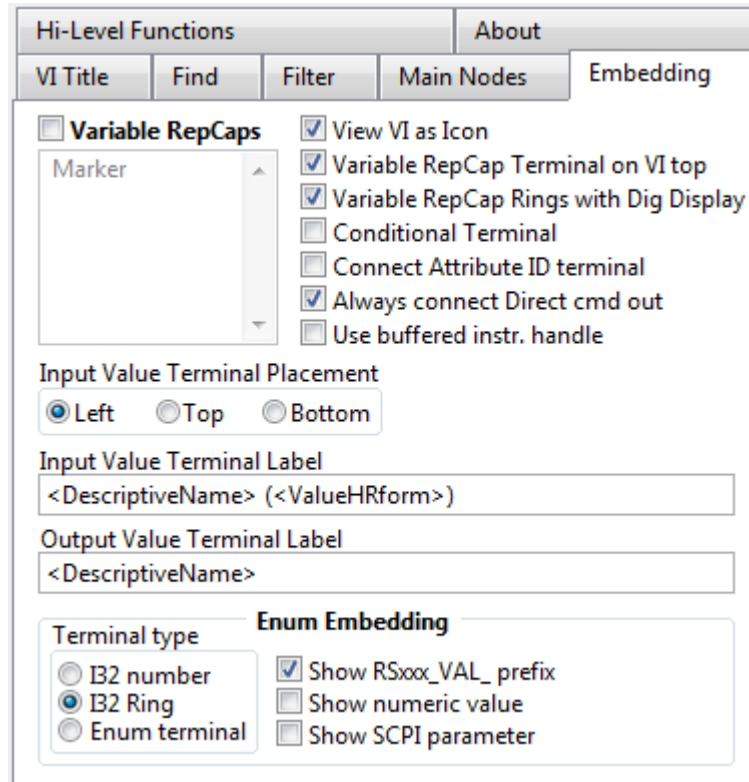 Hi-Level Functions About
VI Title Find Filter Main Nodes Embedding
Variable RepCaps
Marker
View VI as Icon
Variable RepCap Terminal on VI top
Variable RepCap Rings with Dig Display
Conditional Terminal
Connect Attribute ID terminal
Always connect Direct cmd out
Use buffered instr. handle
Input Value Terminal Placement
Left Top Bottom
Input Value Terminal Label
<DescriptiveName> (<ValueHRform>)
Output Value Terminal Label
<DescriptiveName>
Enum Embedding
Terminal type
I32 number
I32 Ring
Enum terminal
Show RSxxx_VAL_ prefix
Show numeric value
Show SCPI parameter